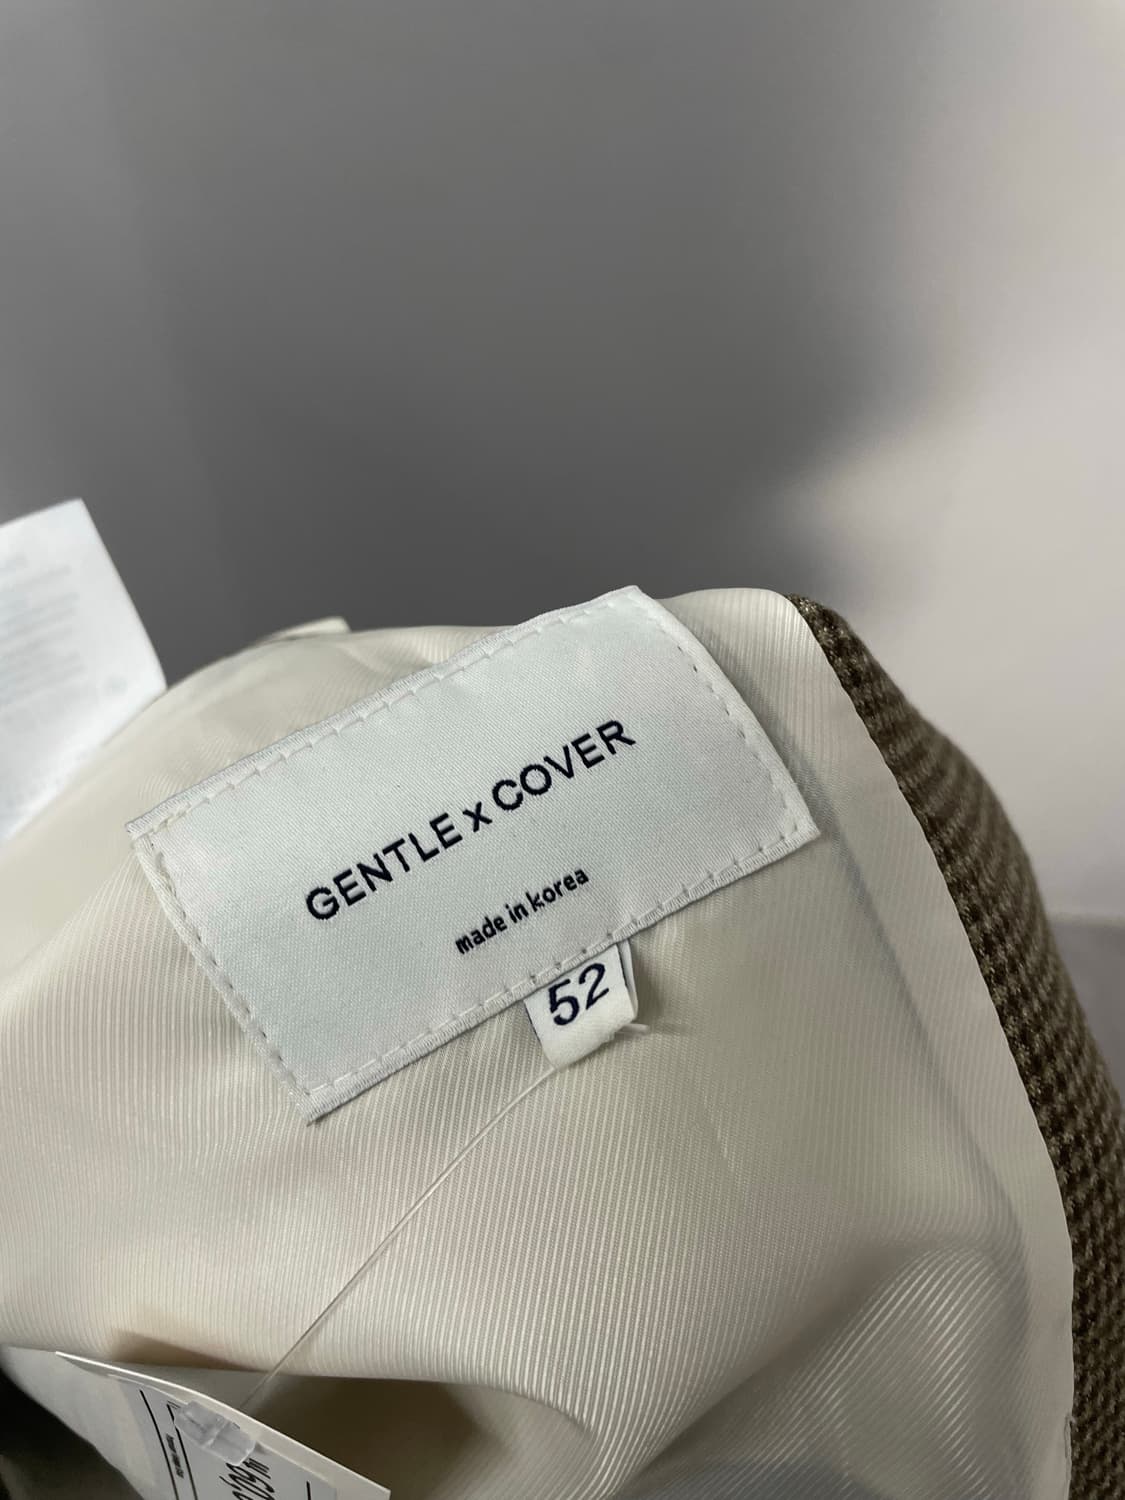 GENTLE x COVER
made in korea
52